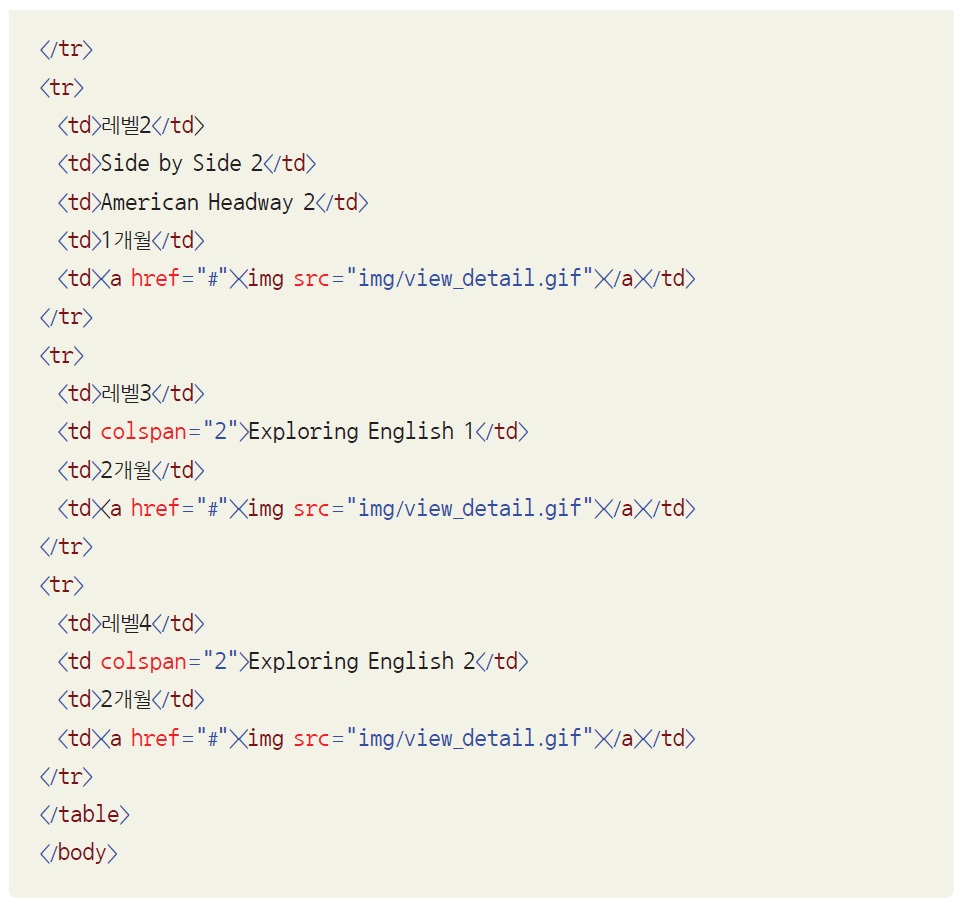 </tr>
<tr>
<td>레벨2</td>
<td>Side by Side 2</td>
<td>American Headway 2</td>
<td>1개월</td>
<td><a href="#"><img src="img/view_detail.gif"></a></td>
</tr>
<tr>
<td>레벨3</td>
<td colspan="2">Exploring English 1</td>
<td>2개월</td>
<td><a href="#"><img src="img/view_detail.gif"></a></td>
</tr>
<tr>
<td>레벨4</td>
<td colspan="2">Exploring English 2</td>
<td>2개월</td>
<td><a href="#"><img src="img/view_detail.gif"></a></td>
</tr>
</table>
</body>